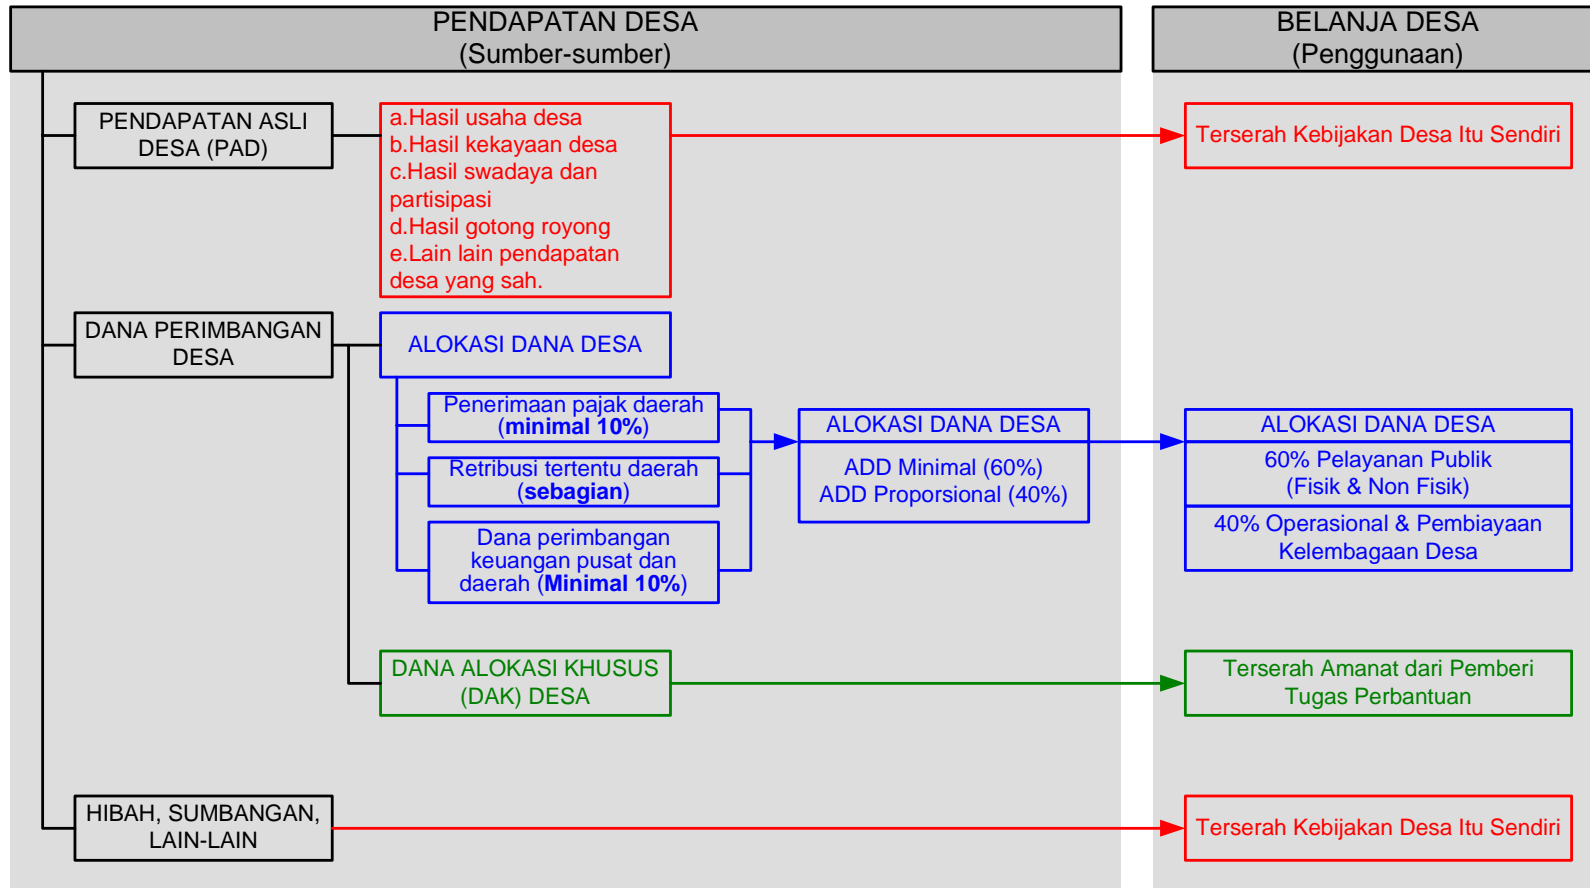 PENDAPATAN DESA
(Sumber-sumber)
BELANJA DESA
(Penggunaan)
PENDAPATAN ASLI
DESA (PAD)
a.Hasil usaha desa
b.Hasil kekayaan desa
c.Hasil swadaya dan
partisipasi
d.Hasil gotong royong
e.Lain lain pendapatan
desa yang sah.
Terserah Kebijakan Desa Itu Sendiri
DANA PERIMBANGAN
DESA
ALOKASI DANA DESA
Penerimaan pajak daerah
(minimal 10%)
Retribusi tertentu daerah
(sebagian)
Dana perimbangan
keuangan pusat dan
daerah (Minimal 10%)
ALOKASI DANA DESA
ADD Minimal (60%)
ADD Proporsional (40%)
ALOKASI DANA DESA
60% Pelayanan Publik
(Fisik & Non Fisik)
40% Operasional & Pembiayaan
Kelembagaan Desa
DANA ALOKASI KHUSUS
(DAK) DESA
Terserah Amanat dari Pemberi
Tugas Perbantuan
HIBAH, SUMBANGAN,
LAIN-LAIN
Terserah Kebijakan Desa Itu Sendiri